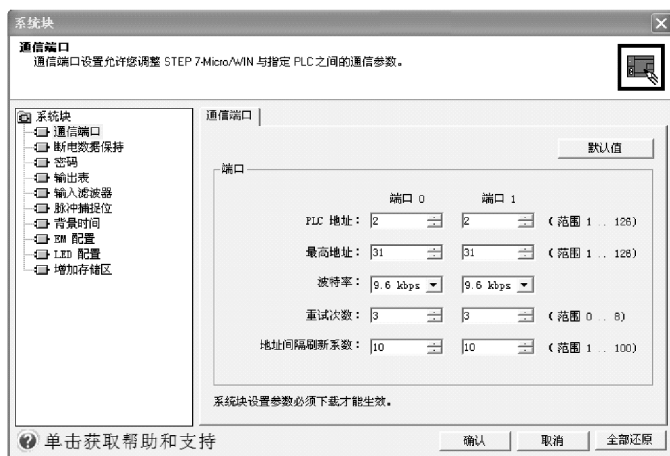 系统块
通信端口
通信端口设置允许您调整 STEP 7-Micro/WIN 与指定 PLC 之间的通信参数。
系统块
通信端口
断电数据保持
密码
输出表
输入滤波器
脉冲捕捉位
背景时间
EM 配置
LED 配置
增加存储区
通信端口
默认值
端口
端口 0 端口 1
PLC 地址: 2 2 (范围 1 .. 126)
最高地址: 31 31 (范围 1 .. 126)
波特率: 9.6 kbps 9.6 kbps
重试次数: 3 3 (范围 0 .. 8)
地址间隔刷新系数: 10 10 (范围 1 .. 100)
系统块设置参数必须下载才能生效。
单击获取帮助和支持
确认 取消 全部还原